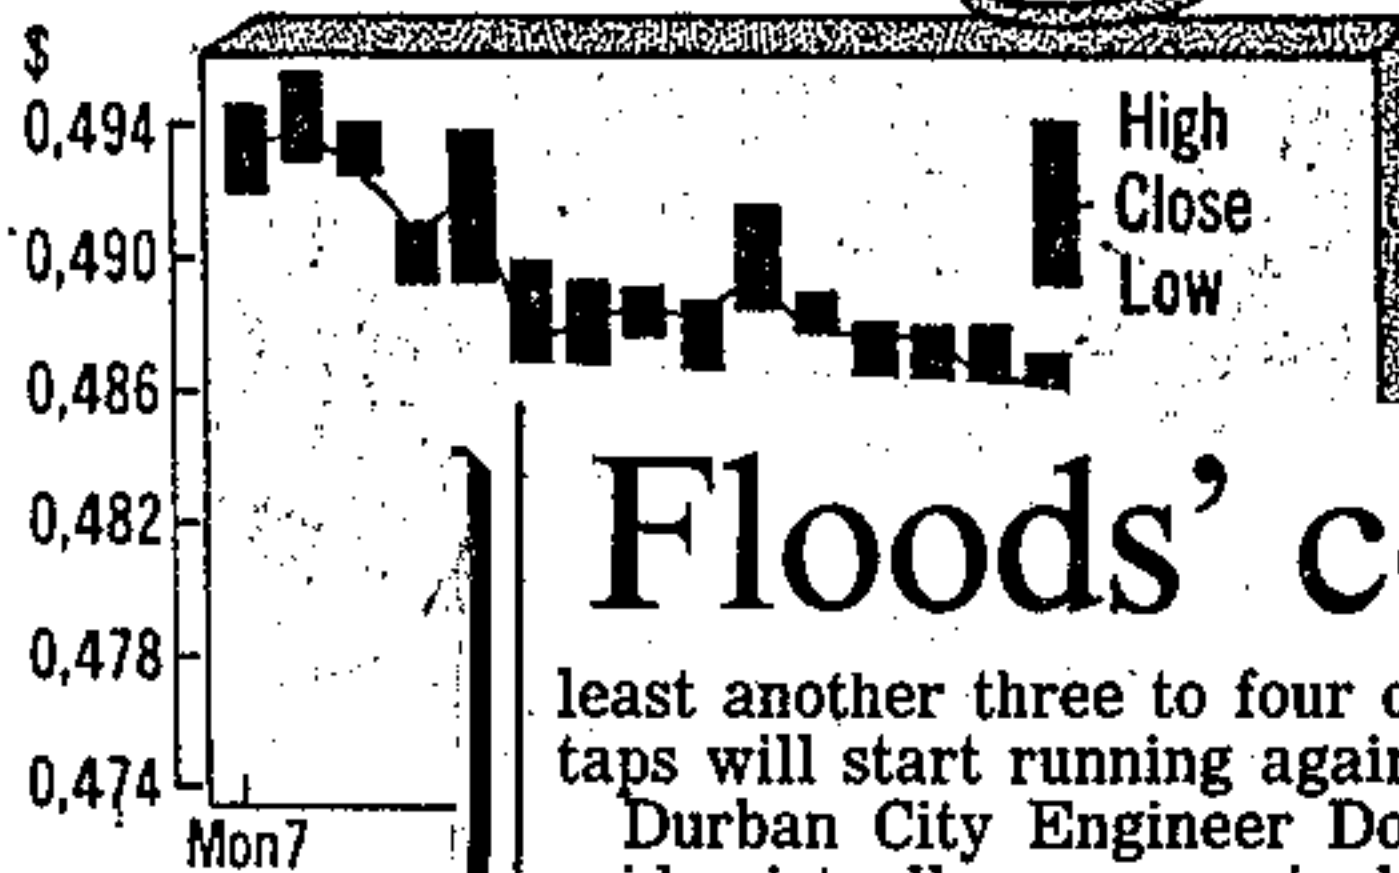 $
0,494
0,490
0,486
0,482
0,478
0,474
Mon7
High
Close
Low
Floods’
least another three to four
taps will start running again
Durban City Engineer